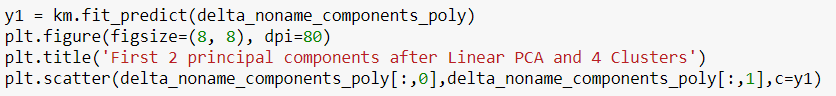 y1 = km.fit_predict(delta_noname_components_poly)
plt.figure(figsize=(8, 8), dpi=80)
plt.title('First 2 principal components after Linear PCA and 4 Clusters')
plt.scatter(delta_noname_components_poly[:,0],delta_noname_components_poly[:,1],c=y1)